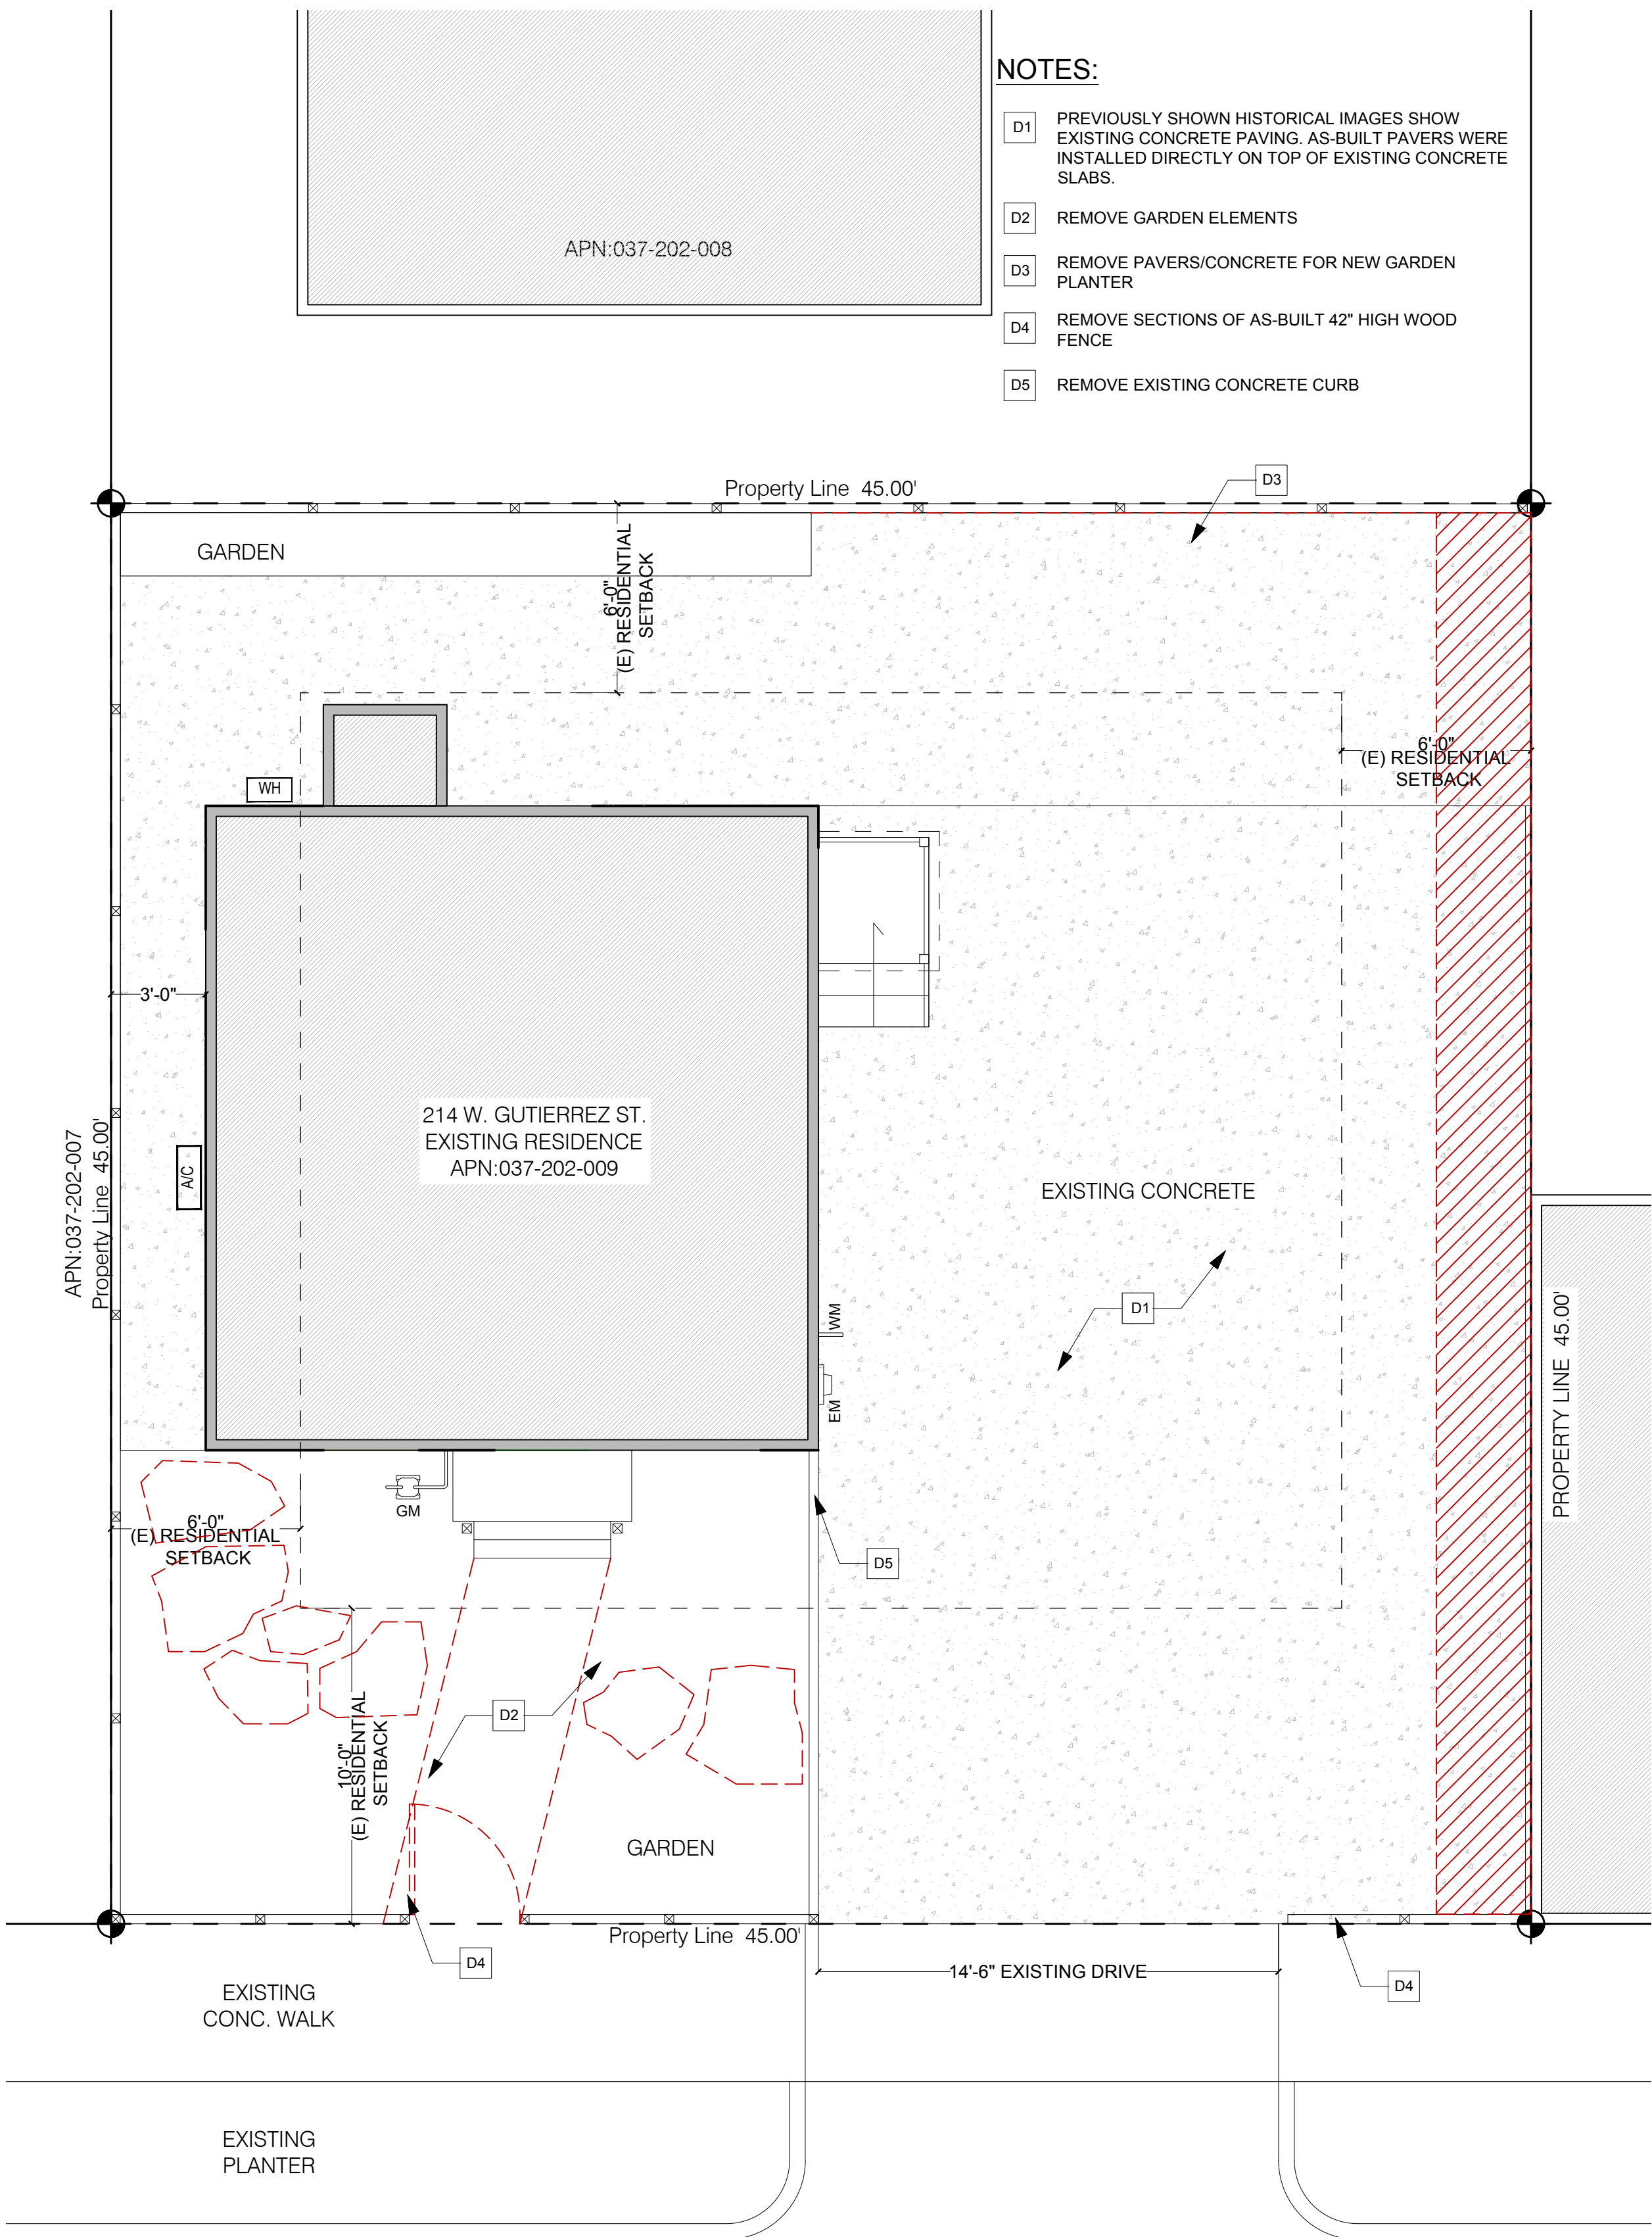 NOTES:
D1
PREVIOUSLY SHOWN HISTORICAL IMAGES SHOW
EXISTING CONCRETE PAVING. AS-BUILT PAVERS WERE
INSTALLED DIRECTLY ON TOP OF EXISTING CONCRETE
SLABS.
D2
REMOVE GARDEN ELEMENTS
D3
REMOVE PAVERS/CONCRETE FOR NEW GARDEN
PLANTER
D4
REMOVE SECTIONS OF AS-BUILT 42" HIGH WOOD
FENCE
D5
REMOVE EXISTING CONCRETE CURB
APN:037-202-008
Property Line 45.00'
D3
GARDEN
6'-0"
(E) RESIDENTIAL
SETBACK
6'-0"
(E) RESIDENTIAL
SETBACK
WH
3'-0"
APN:037-202-007
Property Line 45.00'
A/C
214 W. GUTIERREZ ST.
EXISTING RESIDENCE
APN:037-202-009
EXISTING CONCRETE
D1
WM
EM
PROPERTY LINE 45.00'
GM
6'-0"
(E) RESIDENTIAL
SETBACK
D5
D2
10'-0"
(E) RESIDENTIAL
SETBACK
GARDEN
Property Line 45.00'
D4
14'-6" EXISTING DRIVE
D4
EXISTING
CONC. WALK
EXISTING
PLANTER